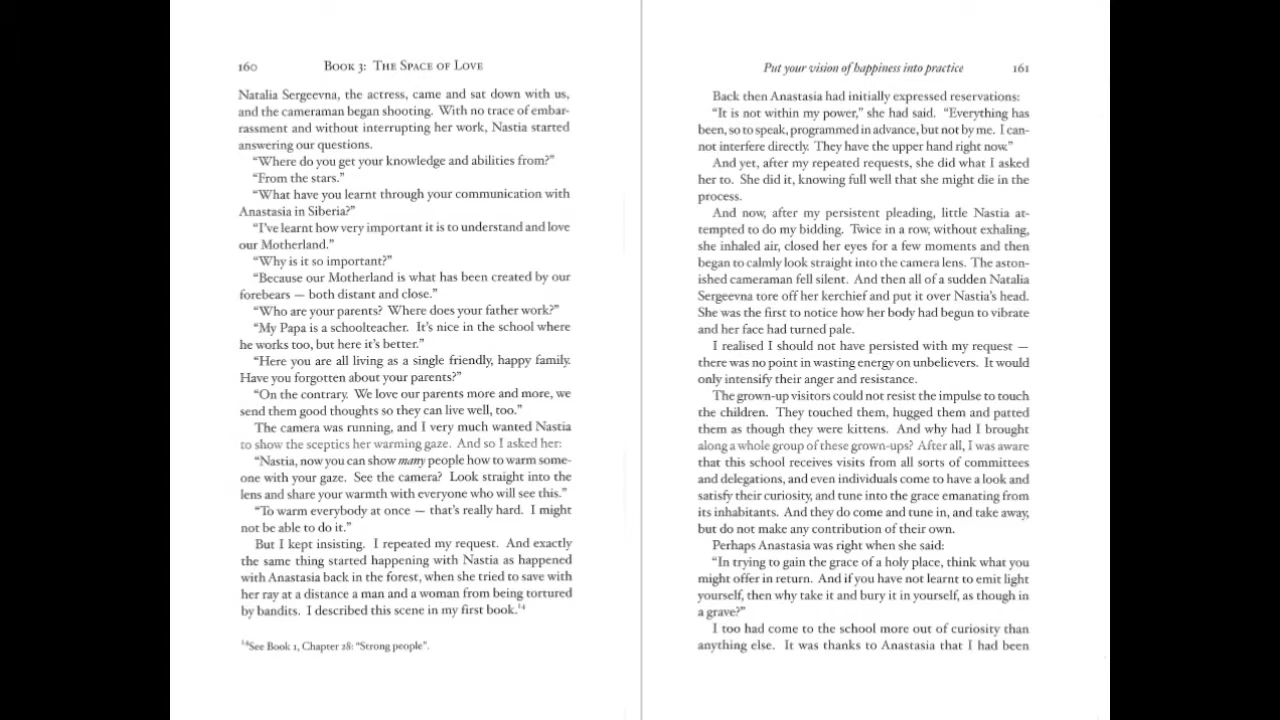 160
BOOK 3: THE SPACE OF LOVE
Natalia Sergeevna, the actress, came and sat down with us,
and the cameraman began shooting. With no trace of embar-
rassment and without interrupting her work, Nastia started
answering our questions.
“Where do you get your knowledge and abilities from?”
“From the stars.”
“What have you learnt through your communication with
Anastasia in Siberia?”
“I’ve learnt how very important it is to understand and love
our Motherland.”
“Why is it so important?”
“Because our Motherland is what has been created by our
forebears — both distant and close.”
“Who are your parents? Where does your father work?”
“My Papa is a schoolteacher. It’s nice in the school where
he works too, but here it’s better.”
“Here you are all living as a single friendly, happy family.
Have you forgotten about your parents?”
“On the contrary. We love our parents more and more, we
send them good thoughts so they can live well, too.”
The camera was running, and I very much wanted Nastia
to show the sceptics her warming gaze. And so I asked her:
“Nastia, now you can show many people how to warm some-
one with your gaze. See the camera? Look straight into the
lens and share your warmth with everyone who will see this.”
“To warm everybody at once — that’s really hard. I might
not be able to do it.”
But I kept insisting. I repeated my request. And exactly
the same thing started happening with Nastia as happened
with Anastasia back in the forest, when she tried to save with
her ray at a distance a man and a woman from being tortured
by bandits. I described this scene in my first book.14
14See Book 1, Chapter 28: “Strong people”.
Put your vision of happiness into practice
161
Back then Anastasia had initially expressed reservations:
“It is not within my power,” she had said. “Everything has
been, so to speak, programmed in advance, but not by me. I can-
not interfere directly. They have the upper hand right now.”
And yet, after my repeated requests, she did what I asked
her to. She did it, knowing full well that she might die in the
process.
And now, after my persistent pleading, little Nastia at-
tempted to do my bidding. Twice in a row, without exhaling,
she inhaled air, closed her eyes for a few moments and then
began to calmly look straight into the camera lens. The aston-
ished cameraman fell silent. And then all of a sudden Natalia
Sergeevna tore off her kerchief and put it over Nastia’s head.
She was the first to notice how her body had begun to vibrate
and her face had turned pale.
I realised I should not have persisted with my request —
there was no point in wasting energy on unbelievers. It would
only intensify their anger and resistance.
The grown-up visitors could not resist the impulse to touch
the children. They touched them, hugged them and patted
them as though they were kittens. And why had I brought
along a whole group of these grown-ups? After all, I was aware
that this school receives visits from all sorts of committees
and delegations, and even individuals come to have a look and
satisfy their curiosity, and tune into the grace emanating from
its inhabitants. And they do come and tune in, and take away,
but do not make any contribution of their own.
Perhaps Anastasia was right when she said:
“In trying to gain the grace of a holy place, think what you
might offer in return. And if you have not learnt to emit light
yourself, then why take it and bury it in yourself, as though in
a grave?”
I too had come to the school more out of curiosity than
anything else. It was thanks to Anastasia that I had been